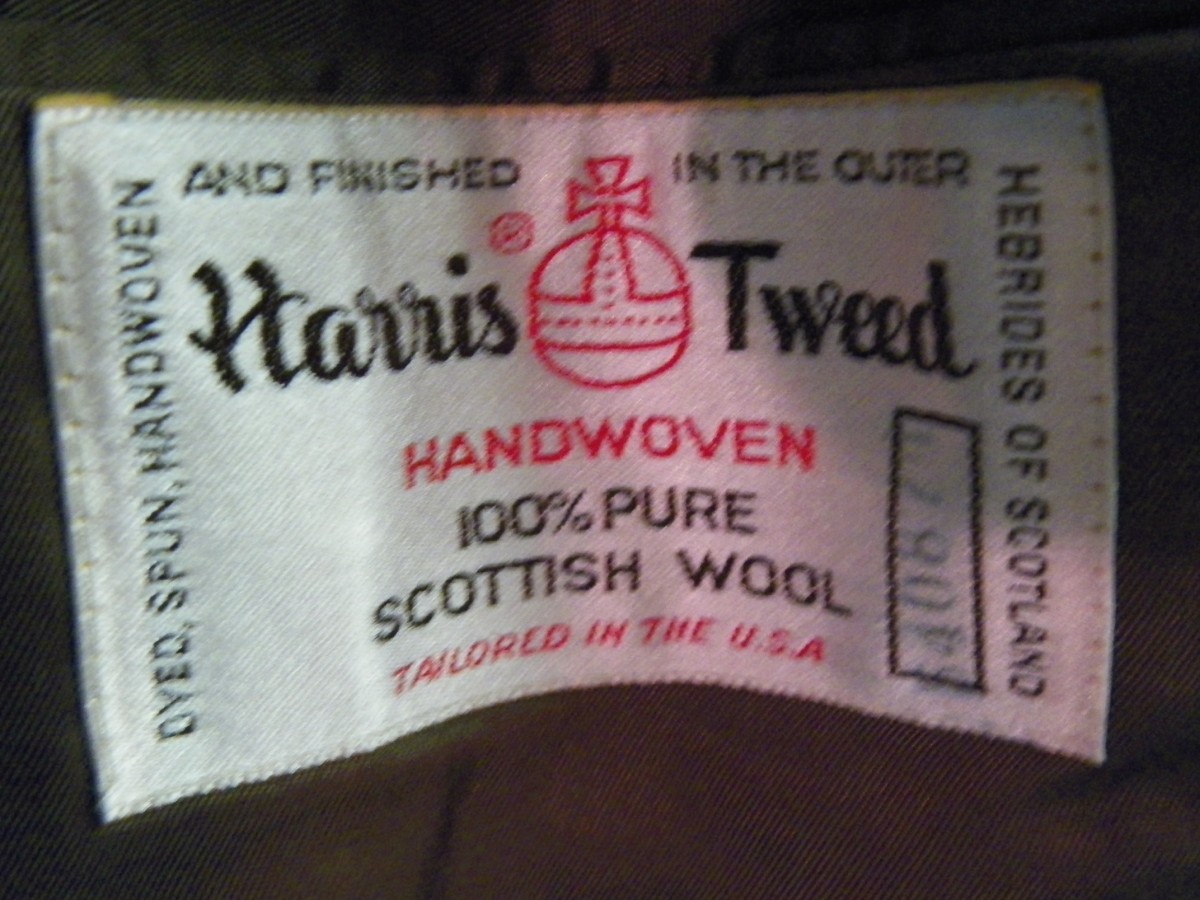 DYED, SPUN, HANDWOVEN
AND FINISHED IN THE OUTER
HEBRIDES OF SCOTLAND
Harris® Tweed
HANDWOVEN
100% PURE
SCOTTISH WOOL
TAILORED IN THE U.S.A